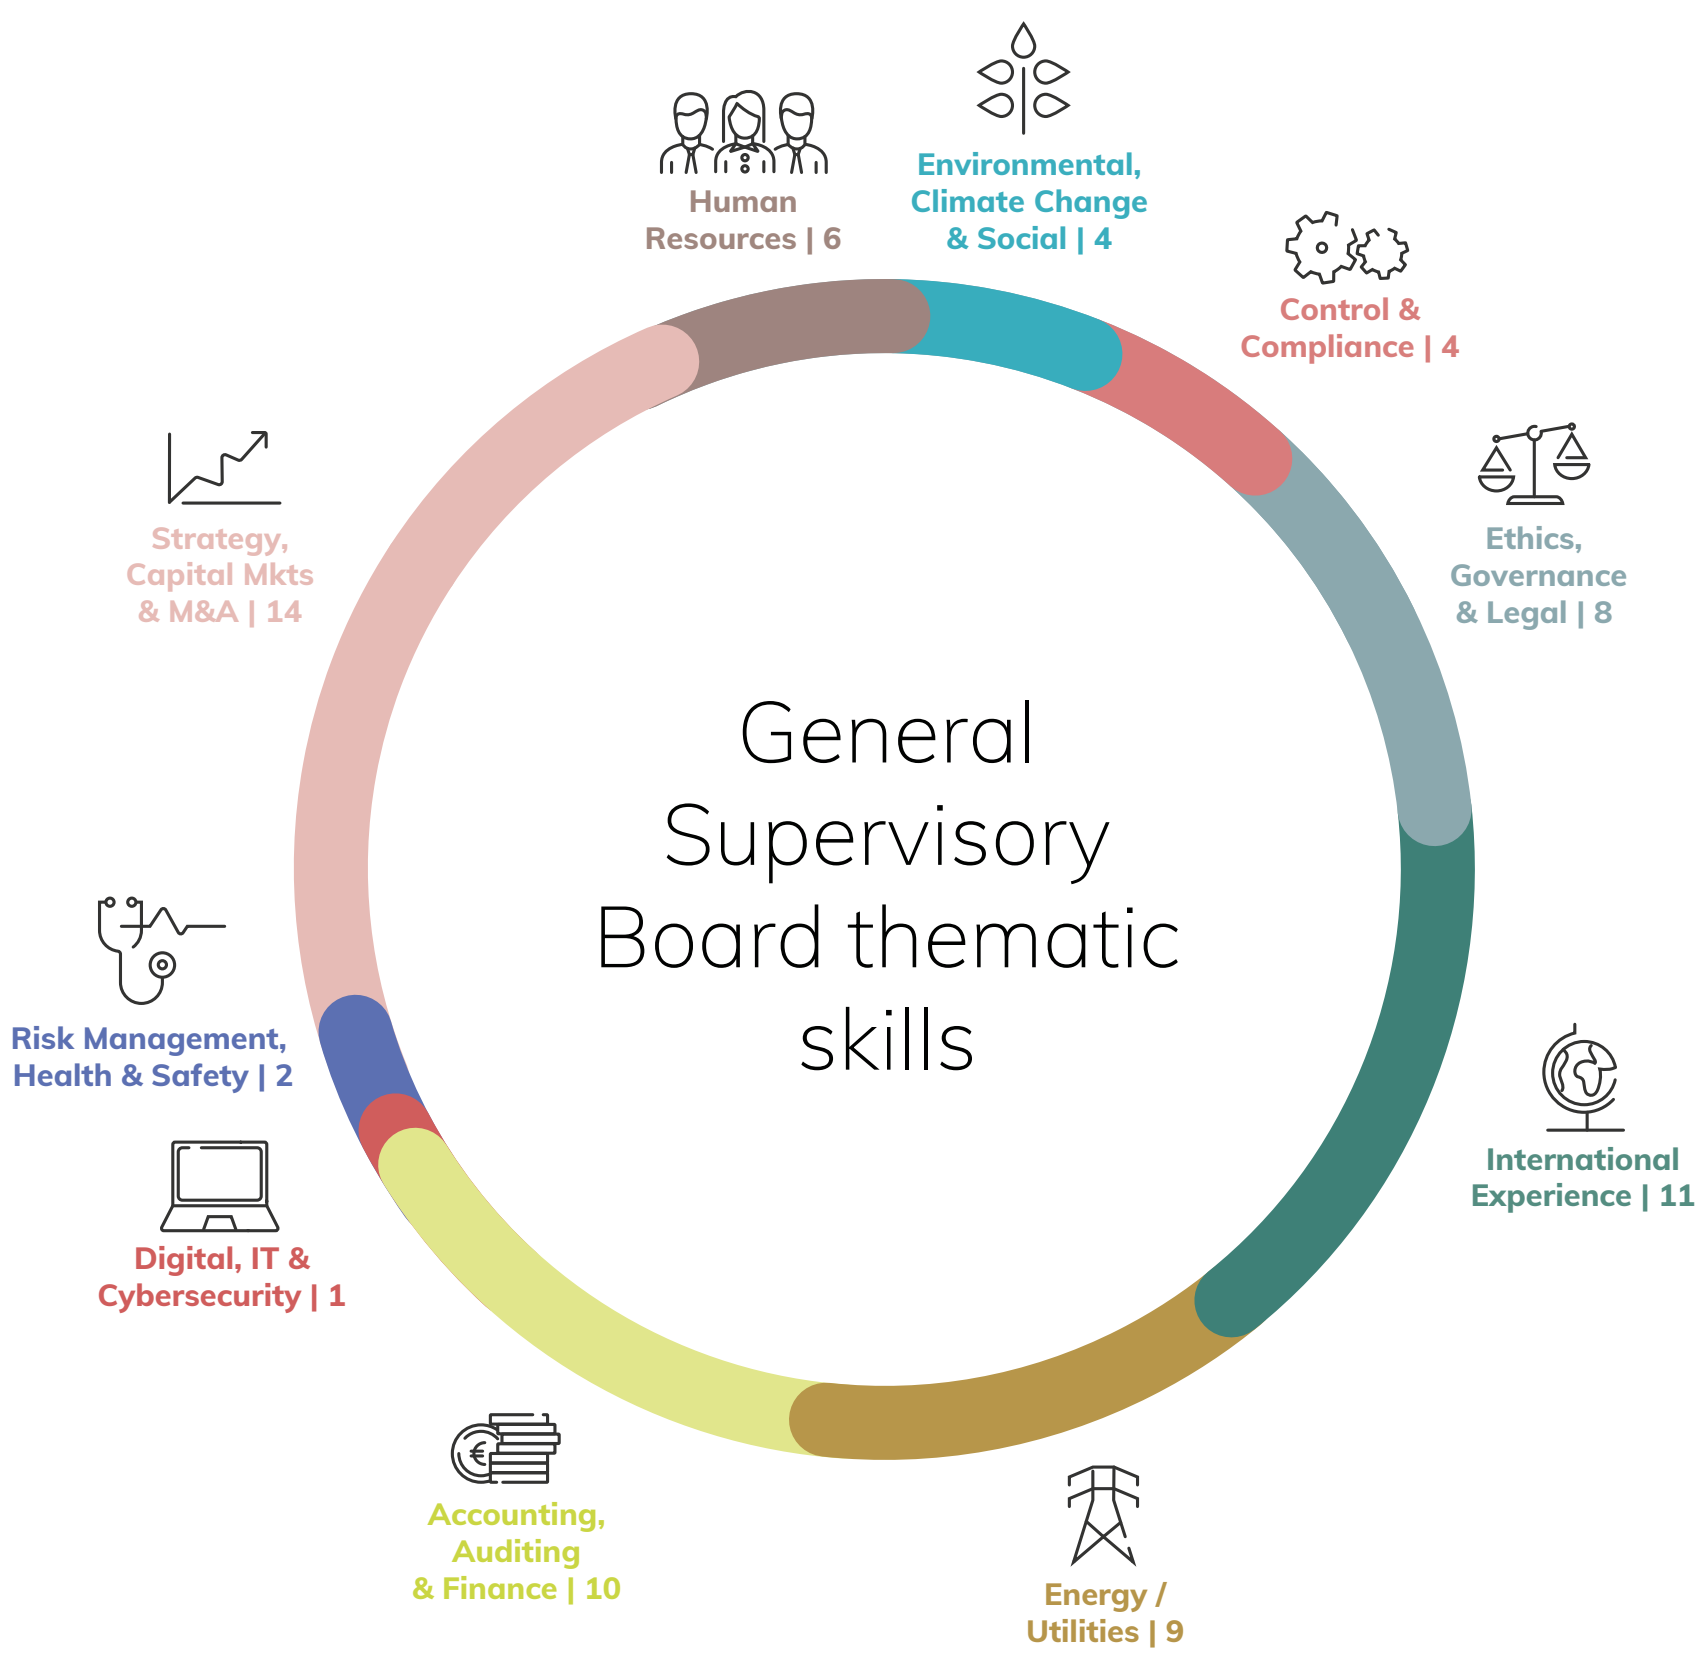 Human
Resources | 6
Environmental,
Climate Change
& Social | 4
Control &
Compliance | 4
Strategy,
Capital Mkts
& M&A | 14
Ethics,
Governance
& Legal | 8
General
Supervisory
Board thematic
skills
Risk Management,
Health & Safety | 2
International
Experience | 11
Digital, IT &
Cybersecurity | 1
€
Accounting,
Auditing
& Finance | 10
Energy /
Utilities | 9